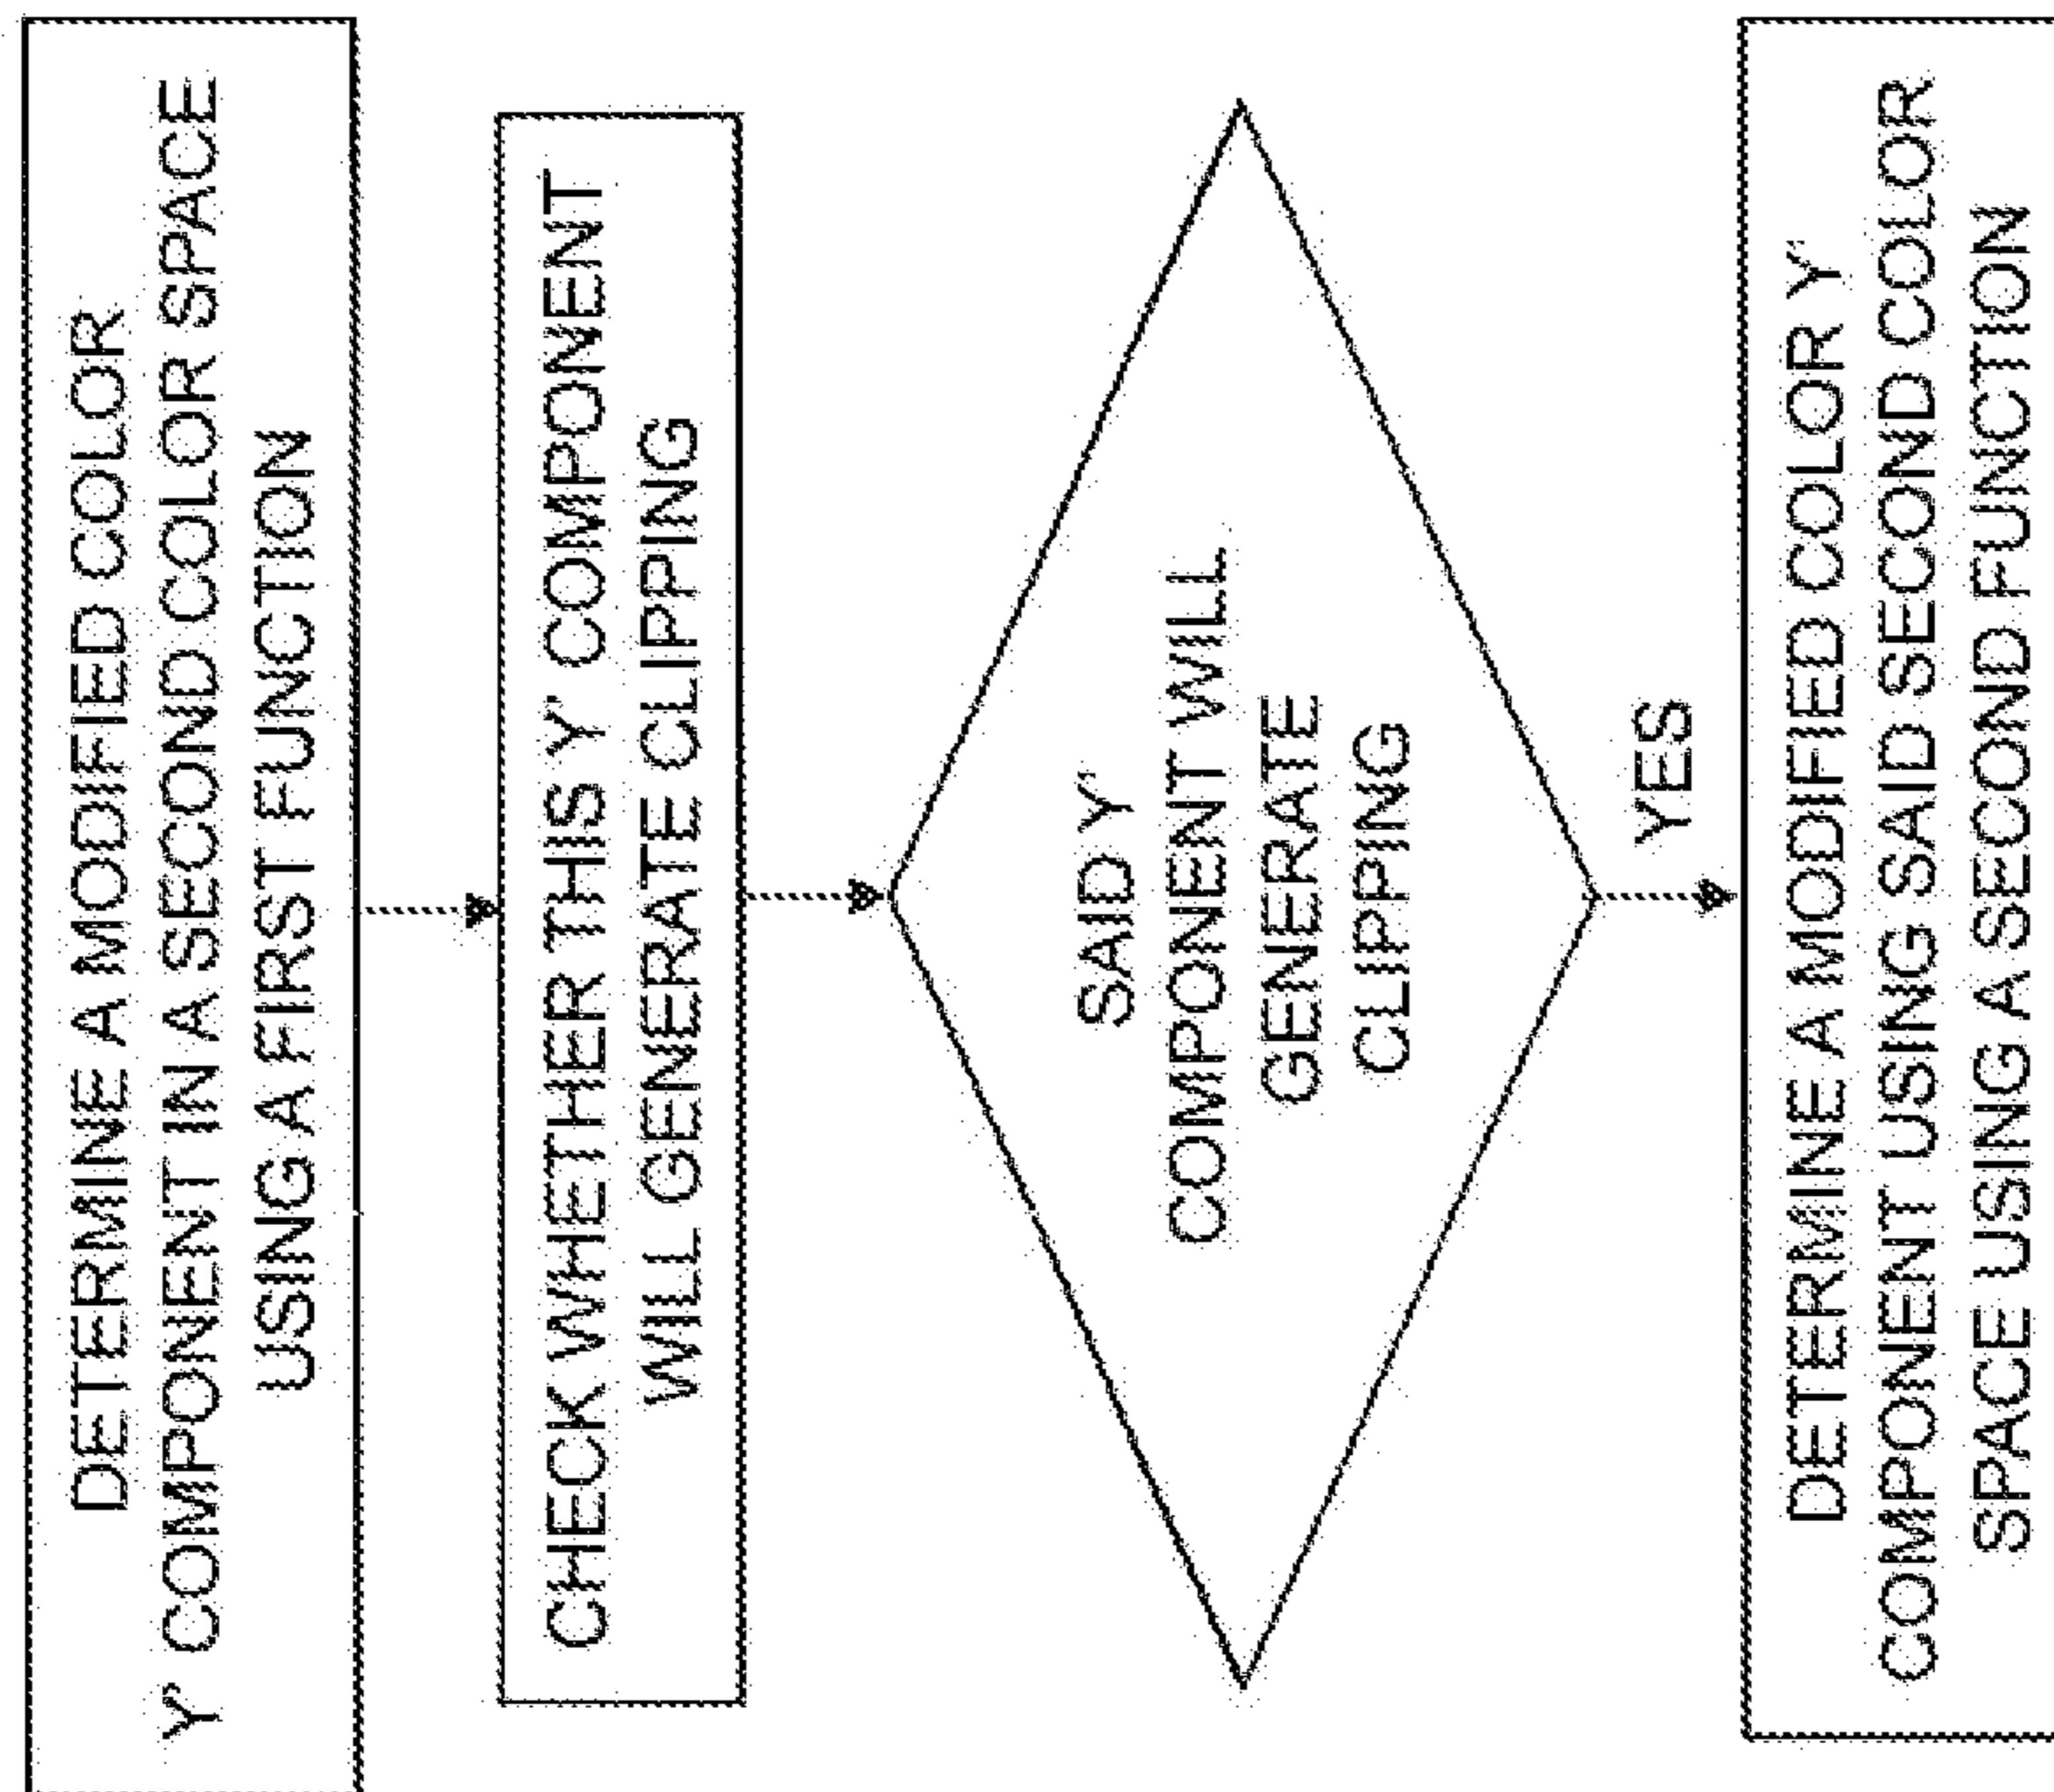 DETERMINE A MODIFIED COLOR
Y' COMPONENT IN A SECOND COLOR SPACE
USING A FIRST FUNCTION
CHECK WHETHER THIS Y' COMPONENT
WILL GENERATE CLIPPING
SAID Y'
COMPONENT WILL
GENERATE
CLIPPING
YES
DETERMINE A MODIFIED COLOR Y'
COMPONENT USING SAID SECOND COLOR
SPACE USING A SECOND FUNCTION